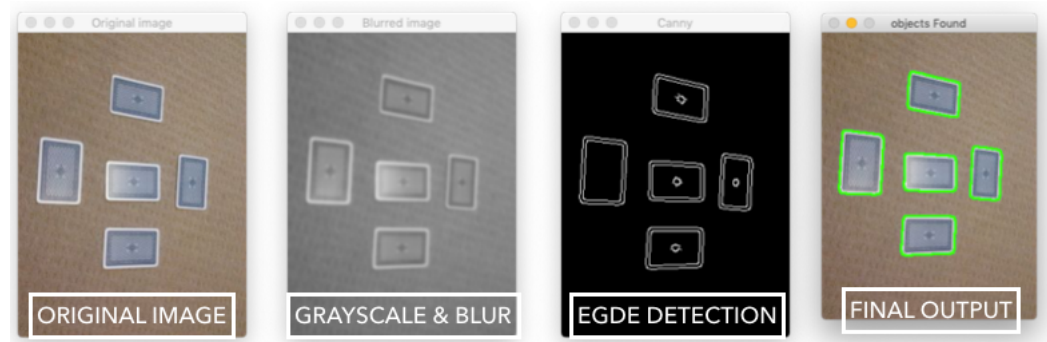 Original image
Blurred image
Canny
objects Found
ORIGINAL IMAGE
GRAYSCALE & BLUR
EGDE DETECTION
FINAL OUTPUT